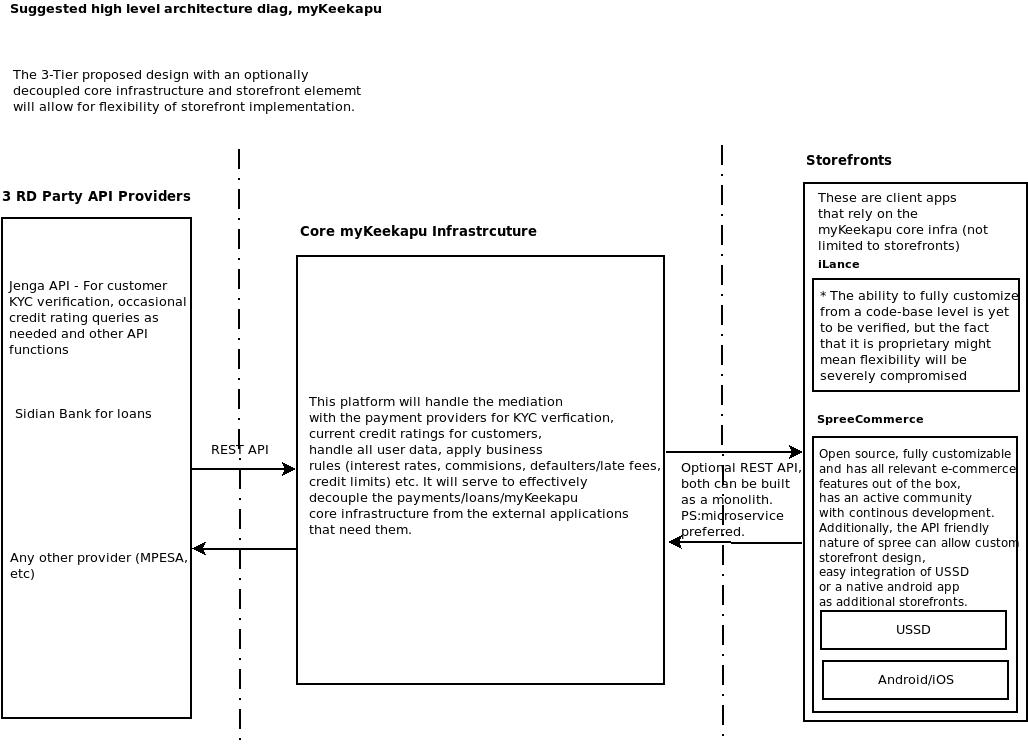 Suggested high level architecture diag, myKeekapu
The 3-Tier proposed design with an optionally
decoupled core infrastructure and storefront elememt
will allow for flexibility of storefront implementation.
3 RD Party API Providers
Jenga API - For customer
KYC verification, occasional
credit rating queries as
needed and other API
functions
Sidian Bank for loans
Any other provider (MPESA,
etc)
REST API
Core myKeekapu Infrastrcuture
This platform will handle the mediation
with the payment providers for KYC verfication,
current credit ratings for customers,
handle all user data, apply business
rules (interest rates, commisions, defaulters/late fees,
credit limits) etc. It will serve to effectively
decouple the payments/loans/myKeekapu
core infrastructure from the external applications
that need them.
Optional REST API,
both can be built
as a monolith.
PS:microservice
preferred.
Storefronts
These are client apps
that rely on the
myKeekapu core infra (not
limited to storefronts)
iLance
* The ability to fully customize
from a code-base level is yet
to be verified, but the fact
that it is proprietary might
mean flexibility will be
severely compromised
SpreeCommerce
Open source, fully customizable
and has all relevant e-commerce
features out of the box,
has an active community
with continous development.
Additionally, the API friendly
nature of spree can allow custom
storefront design,
easy integration of USSD
or a native android app
as additional storefronts.
USSD
Android/iOS